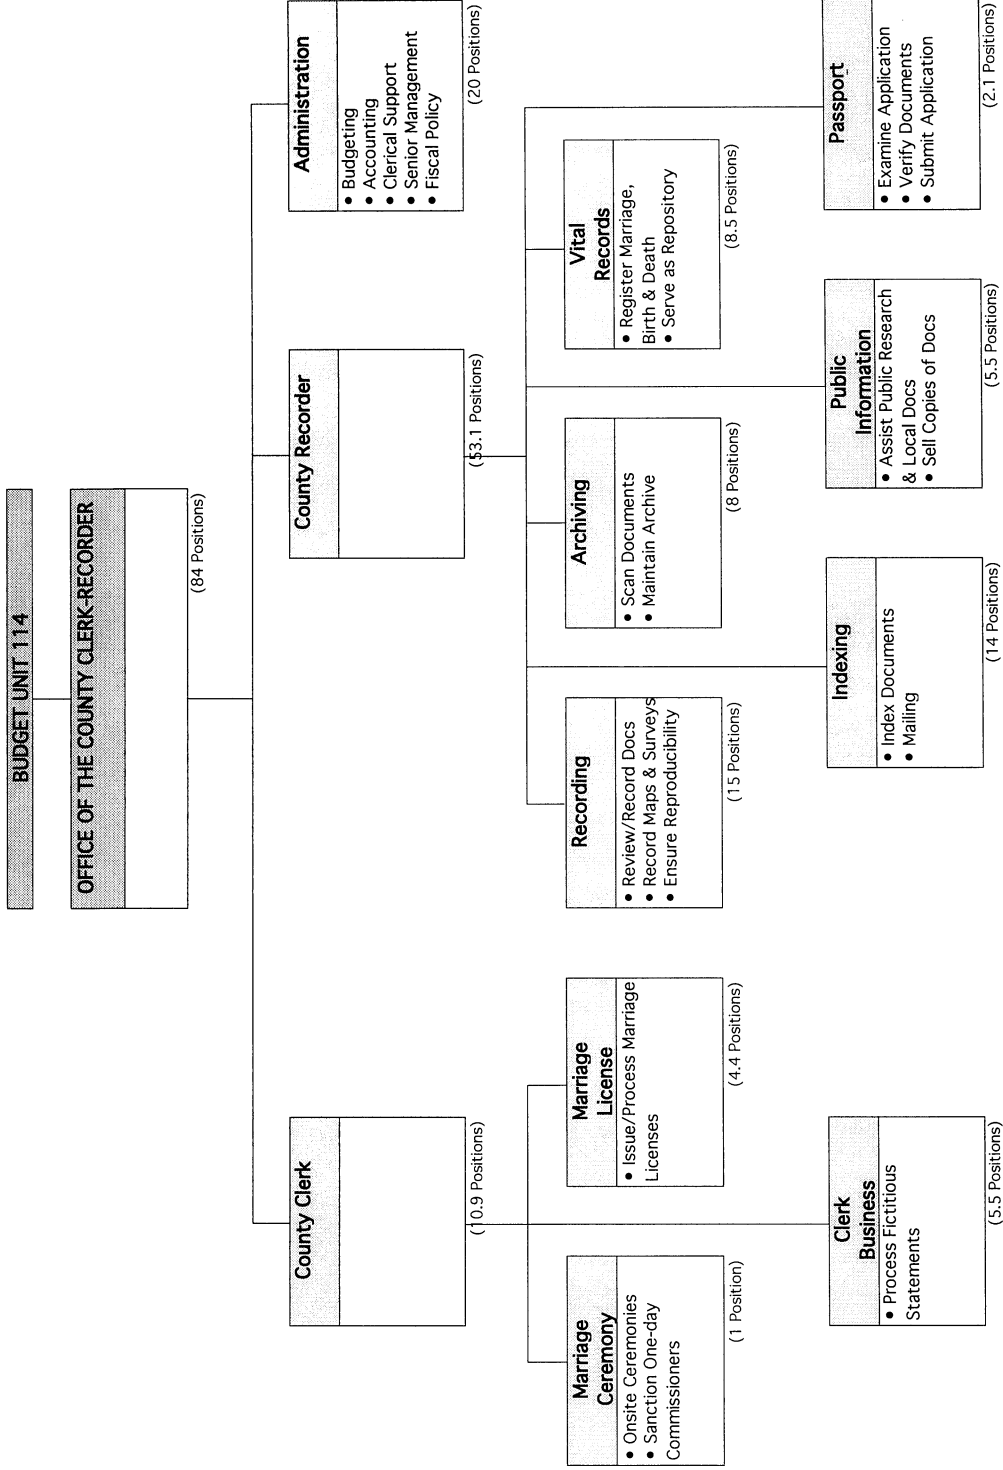 BUDGET UNIT 114
OFFICE OF THE COUNTY CLERK-RECORDER
(84 Positions)
County Clerk
(10.9 Positions)
County Recorder
(53.1 Positions)
Administration
• Budgeting
• Accounting
• Clerical Support
• Senior Management
• Fiscal Policy
(20 Positions)
Marriage
Ceremony
• Onsite Ceremonies
• Sanction One-day
Commissioners
(1 Position)
Marriage
License
• Issue/Process Marriage
Licenses
(4.4 Positions)
Recording
• Review/Record Docs
• Record Maps & Surveys
• Ensure Reproducibility
(15 Positions)
Archiving
• Scan Documents
• Maintain Archive
(8 Positions)
Vital
Records
• Register Marriage,
Birth & Death
• Serve as Repository
(8.5 Positions)
Clerk
Business
• Process Fictitious
Statements
(5.5 Positions)
Indexing
• Index Documents
• Mailing
(14 Positions)
Public
Information
• Assist Public Research
& Local Docs
• Sell Copies of Docs
(5.5 Positions)
Passport
• Examine Application
• Verify Documents
• Submit Application
(2.1 Positions)